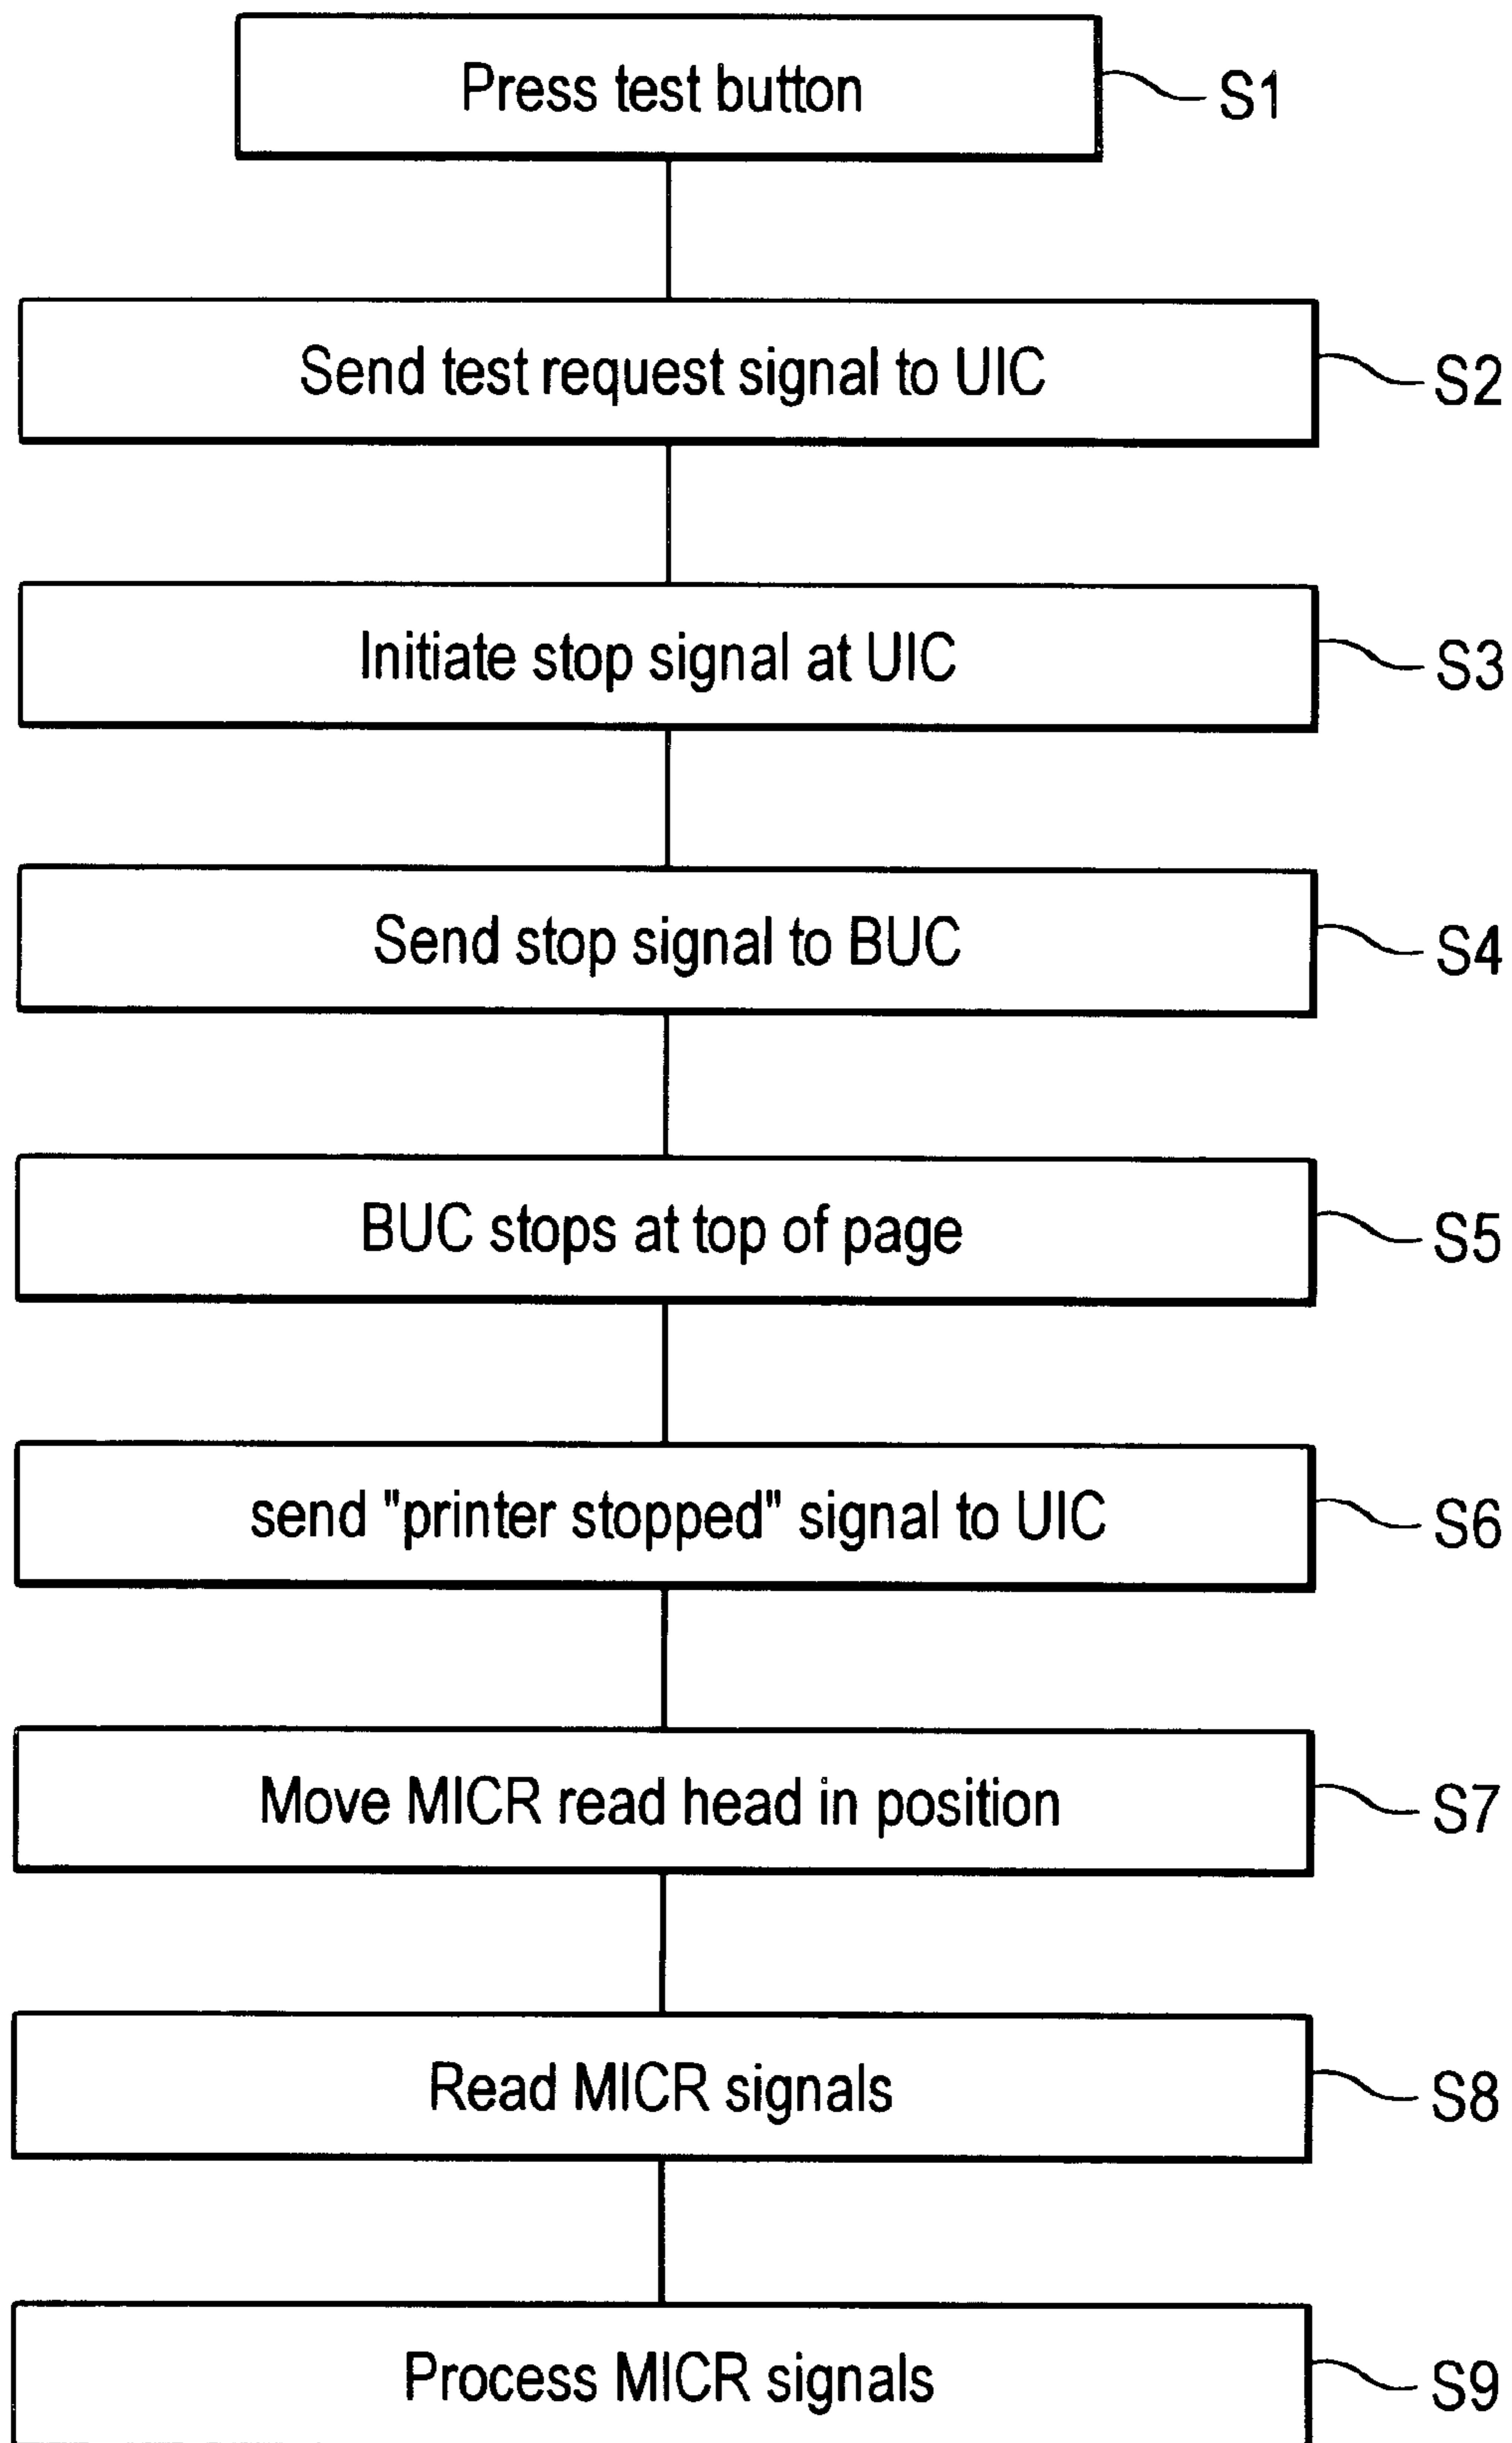 Press test button S1
Send test request signal to UIC S2
Initiate stop signal at UIC S3
Send stop signal to BUC S4
BUC stops at top of page S5
send "printer stopped" signal to UIC S6
Move MICR read head in position S7
Read MICR signals S8
Process MICR signals S9